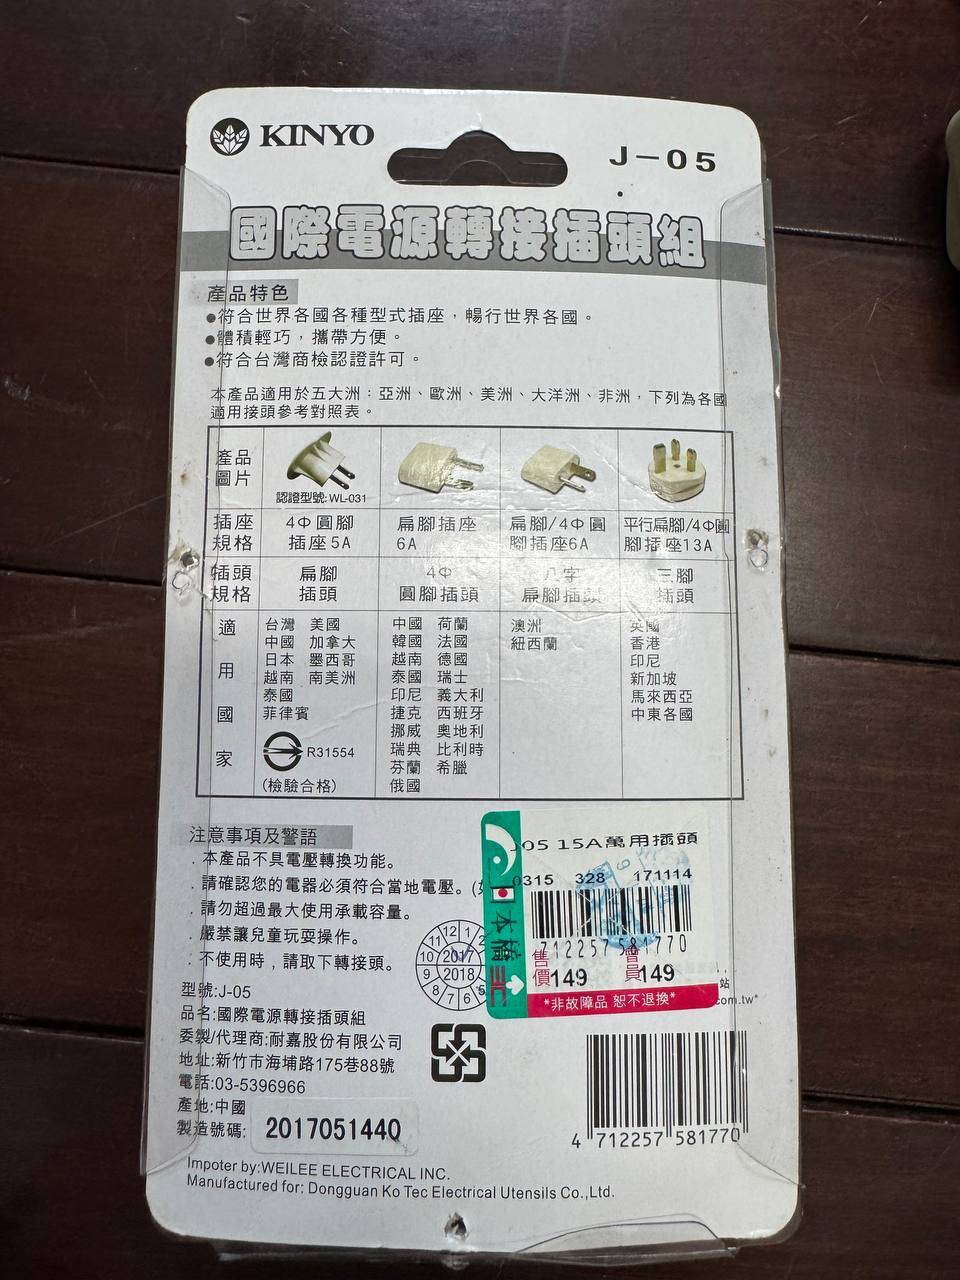 KINYO
J-05
國際電源轉接插頭組
產品特色
●符合世界各國各種型式插座，暢行世界各國。
●體積輕巧，攜帶方便。
●符合台灣商檢認證許可。
本產品適用於五大洲：亞洲、歐洲、美洲、大洋洲、非洲，下列為各國
適用接頭參考對照表。
產品
圖片
認證型號:WL-031
插座
規格
4Φ圓腳
插座5A
扁腳插座
6A
扁腳/4Φ圓
腳插座6A
平行扁腳/4Φ圓
腳插座13A
插頭
規格
扁腳
插頭
4Φ
圓腳插頭
八字
扁腳插頭
三腳
插頭
適用國家
台灣 美國
中國 加拿大
日本 墨西哥
越南 南美洲
泰國
菲律賓
R31554
(檢驗合格)
中國 荷蘭
韓國 法國
越南 德國
泰國 瑞士
印尼 義大利
捷克 西班牙
挪威 奧地利
瑞典 比利時
芬蘭 希臘
俄國
澳洲
紐西蘭
英國
香港
印尼
新加坡
馬來西亞
中東各國
注意事項及警語
．本產品不具電壓轉換功能。
．請確認您的電器必須符合當地電壓。
．請勿超過最大使用承載容量。
．嚴禁讓兒童玩耍操作。
．不使用時，請取下轉接頭。
12 1 2
11
10 2017
9 2018
8 7 6 5
J05 15A萬用插頭
0315 328 171114
712257 581770
售價149 會員149
*非故障品 恕不退換*
日本橋3C
站
com.tw"
型號:J-05
品名:國際電源轉接插頭組
委製/代理商:耐嘉股份有限公司
地址:新竹市海埔路175巷88號
電話:03-5396966
產地:中國
製造號碼: 2017051440
4 712257 581770
Impoter by:WEILEE ELECTRICAL INC.
Manufactured for: Dongguan Ko Tec Electrical Utensils Co.,Ltd.